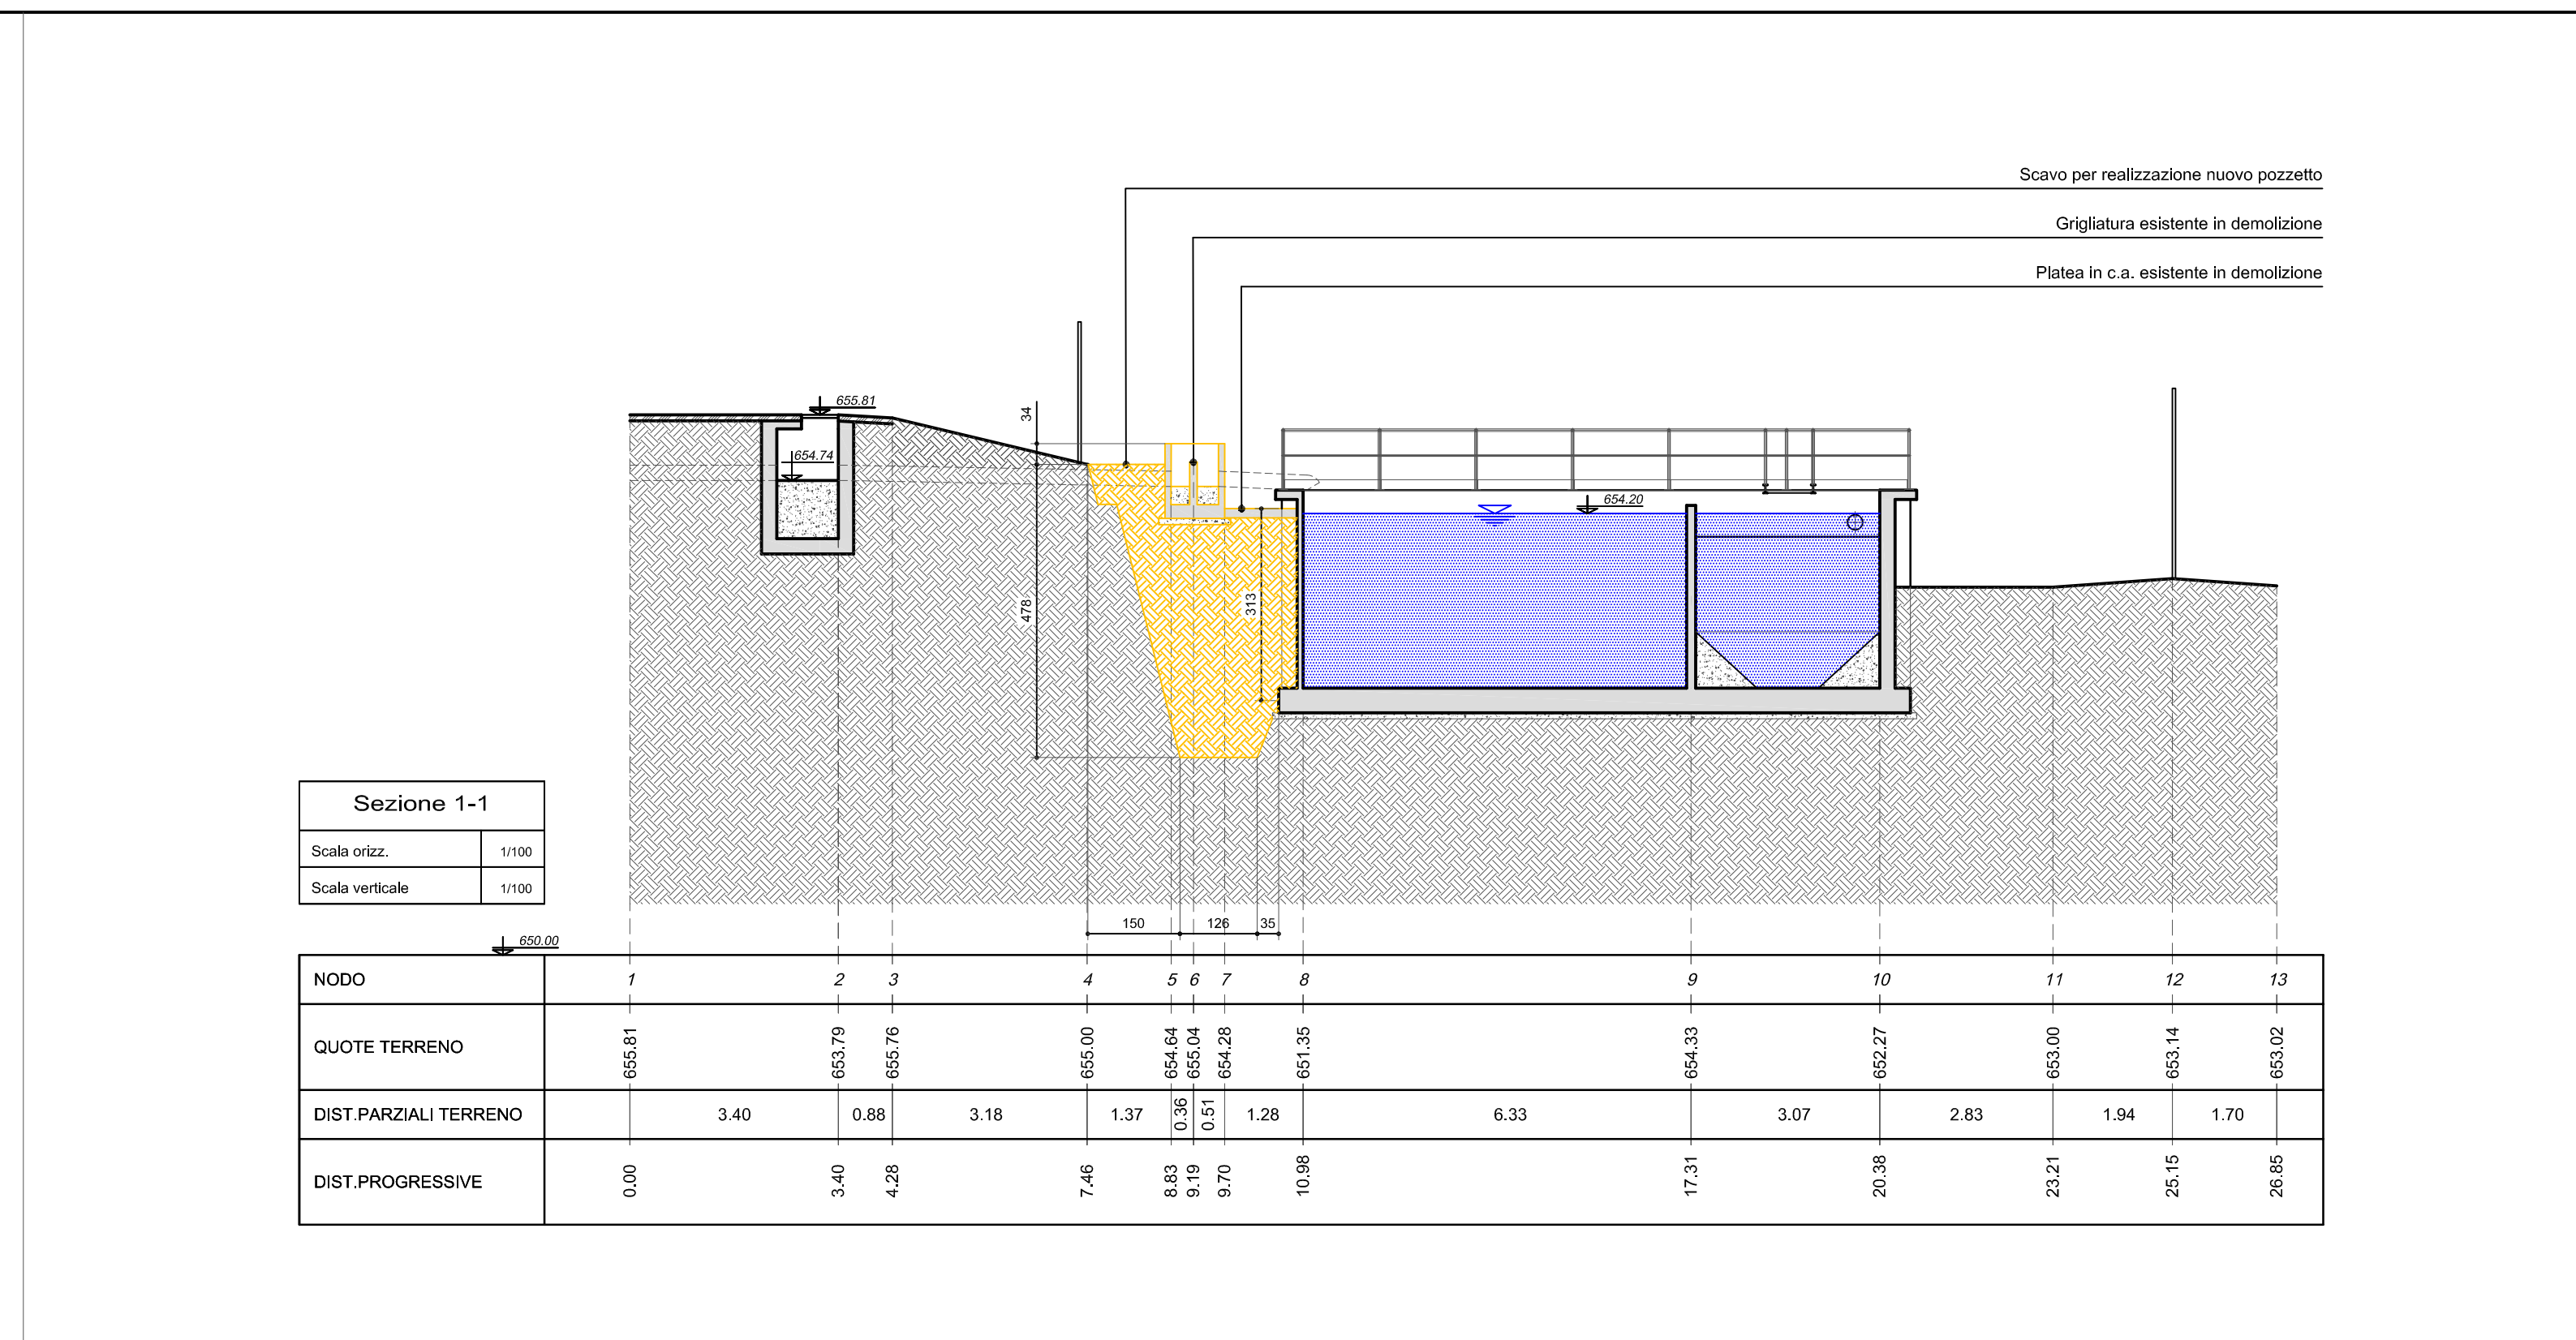 Scavo per realizzazione nuovo pozzetto
Grigliatura esistente in demolizione
Platea in c.a. esistente in demolizione
655.81
34
654.74
654.20
478
313
Sezione 1-1
Scala orizz. 1/100
Scala verticale 1/100
150 126 35
650.00
NODO 1 2 3 4 5 6 7 8 9 10 11 12 13
QUOTE TERRENO 655.81 653.79 655.76 655.00 654.64 655.04 654.28 651.35 654.33 652.27 653.00 653.14 653.02
DIST.PARZIALI TERRENO 3.40 0.88 3.18 1.37 0.36 0.51 1.28 6.33 3.07 2.83 1.94 1.70
DIST.PROGRESSIVE 0.00 3.40 4.28 7.46 8.83 9.19 9.70 10.98 17.31 20.38 23.21 25.15 26.85